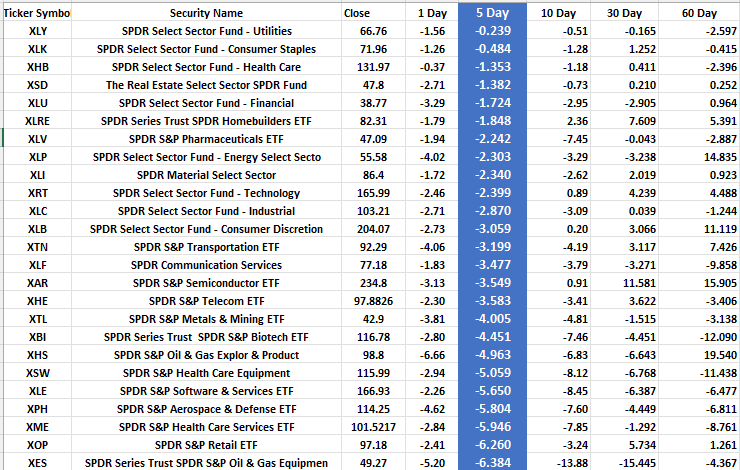 Ticker Symbol Security Name Close 1 Day 5 Day 10 Day 30 Day 60 Day
XLY SPDR Select Sector Fund - Utilities 66.76 -1.56 -0.239 -0.51 -0.165 -2.597
XLK SPDR Select Sector Fund - Consumer Staples 71.96 -1.26 -0.484 -1.28 1.252 -0.415
XHB SPDR Select Sector Fund - Health Care 131.97 -0.37 -1.353 -1.18 0.411 -2.396
XSD The Real Estate Select Sector SPDR Fund 47.8 -2.71 -1.382 -0.73 0.210 0.252
XLU SPDR Select Sector Fund - Financial 38.77 -3.29 -1.724 -2.95 -2.905 0.964
XLRE SPDR Series Trust SPDR Homebuilders ETF 82.31 -1.79 -1.848 2.36 7.609 5.391
XLV SPDR S&P Pharmaceuticals ETF 47.09 -1.94 -2.242 -7.45 -0.043 -2.887
XLP SPDR Select Sector Fund - Energy Select Secto 55.58 -4.02 -2.303 -3.29 -3.238 14.835
XLI SPDR Material Select Sector 86.4 -1.72 -2.340 -2.62 2.019 0.923
XRT SPDR Select Sector Fund - Technology 165.99 -2.46 -2.399 0.89 4.239 4.488
XLC SPDR Select Sector Fund - Industrial 103.21 -2.71 -2.870 -3.09 0.039 -1.244
XLB SPDR Select Sector Fund - Consumer Discretion 204.07 -2.73 -3.059 0.20 3.066 11.119
XTN SPDR S&P Transportation ETF 92.29 -4.06 -3.199 -4.19 3.117 7.426
XLF SPDR Communication Services 77.18 -1.83 -3.477 -3.79 -3.271 -9.858
XAR SPDR S&P Semiconductor ETF 234.8 -3.13 -3.549 0.91 11.581 15.905
XHE SPDR S&P Telecom ETF 97.8826 -2.30 -3.583 -3.41 3.622 -3.406
XTL SPDR S&P Metals & Mining ETF 42.9 -3.81 -4.005 -4.81 -1.515 -3.138
XBI SPDR Series Trust SPDR S&P Biotech ETF 116.78 -2.80 -4.451 -7.46 -4.451 -12.090
XHS SPDR S&P Oil & Gas Explor & Product 98.8 -6.66 -4.963 -6.83 -6.643 19.540
XSW SPDR S&P Health Care Equipment 115.99 -2.94 -5.059 -8.12 -6.768 -11.438
XLE SPDR S&P Software & Services ETF 166.93 -2.26 -5.650 -8.45 -6.387 -6.477
XPH SPDR S&P Aerospace & Defense ETF 114.25 -4.62 -5.804 -7.60 -4.449 -6.811
XME SPDR S&P Health Care Services ETF 101.5217 -2.84 -5.946 -7.85 -1.292 -8.761
XOP SPDR S&P Retail ETF 97.18 -2.41 -6.260 -3.24 5.734 1.261
XES SPDR Series Trust SPDR S&P Oil & Gas Equipmen 49.27 -5.20 -6.384 -13.88 -15.445 -4.367